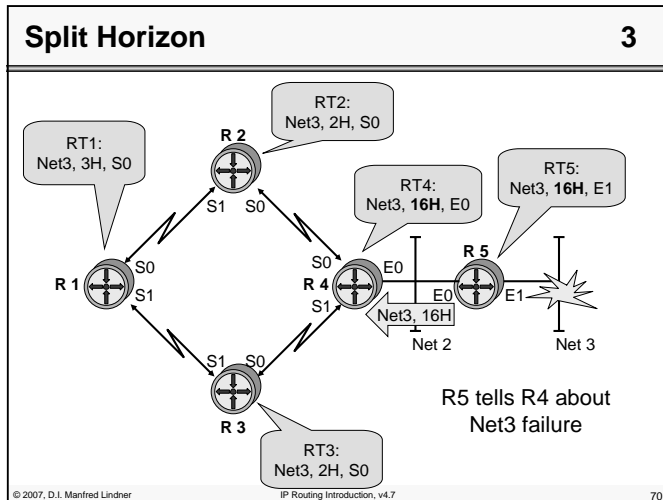 Split Horizon
3
RT2:
Net3, 2H, S0
R 2
RT1:
Net3, 3H, S0
RT4:
Net3, 16H, E0
RT5:
Net3, 16H, E1
S1
S0
R 5
R 1
S0
S1
S0
R 4
S1
E0
E0
E1
Net3, 16H
Net 2
Net 3
S1
S0
R 3
R5 tells R4 about
Net3 failure
RT3:
Net3, 2H, S0
© 2007, D.I. Manfred Lindner
IP Routing Introduction, v4.7
70